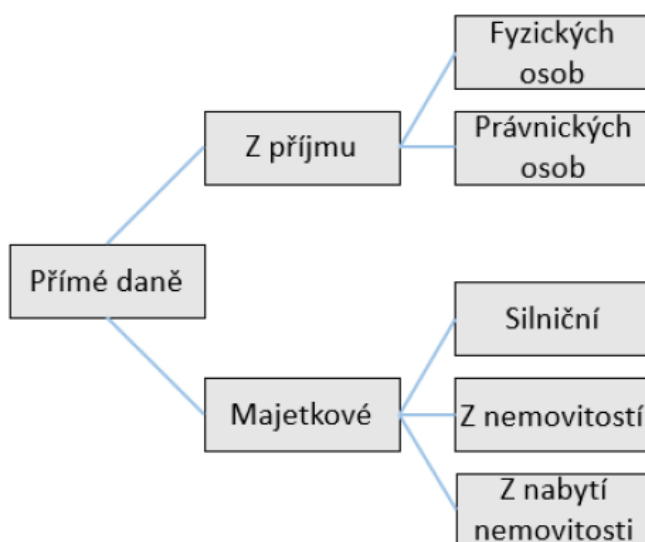 Fyzických
osob
Z příjmu
Právnických
osob
Přímé daně
Silniční
Majetkové
Z nemovitostí
Z nabytí
nemovitosti